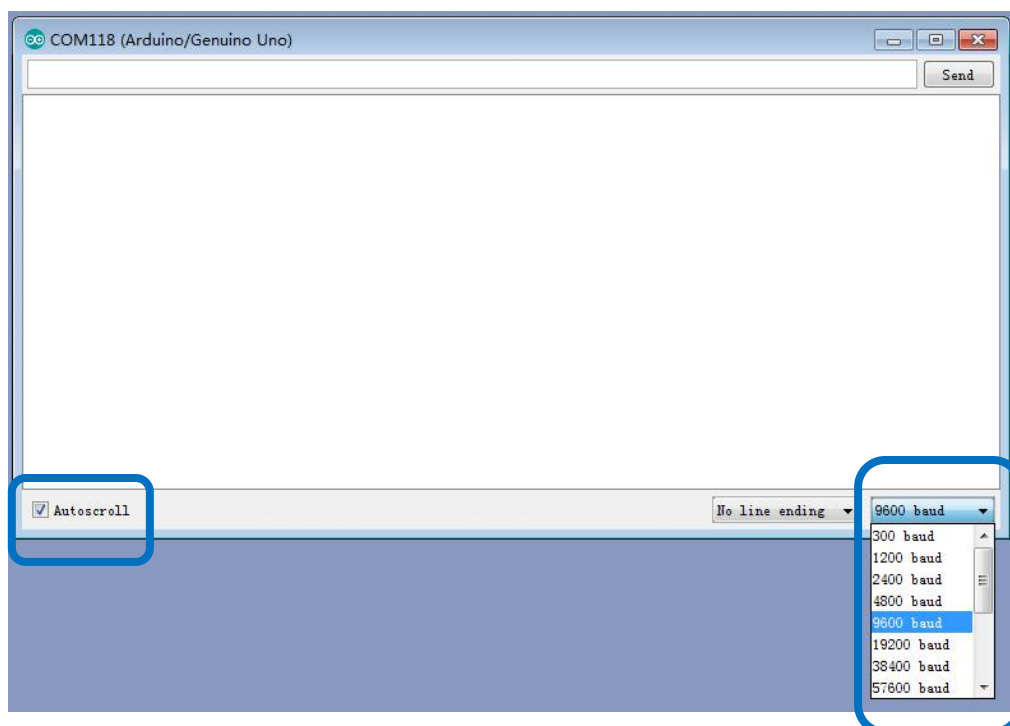 COM118 (Arduino/Genuino Uno)
Send
Autoscroll
No line ending
9600 baud
300 baud
1200 baud
2400 baud
4800 baud
9600 baud
19200 baud
38400 baud
57600 baud